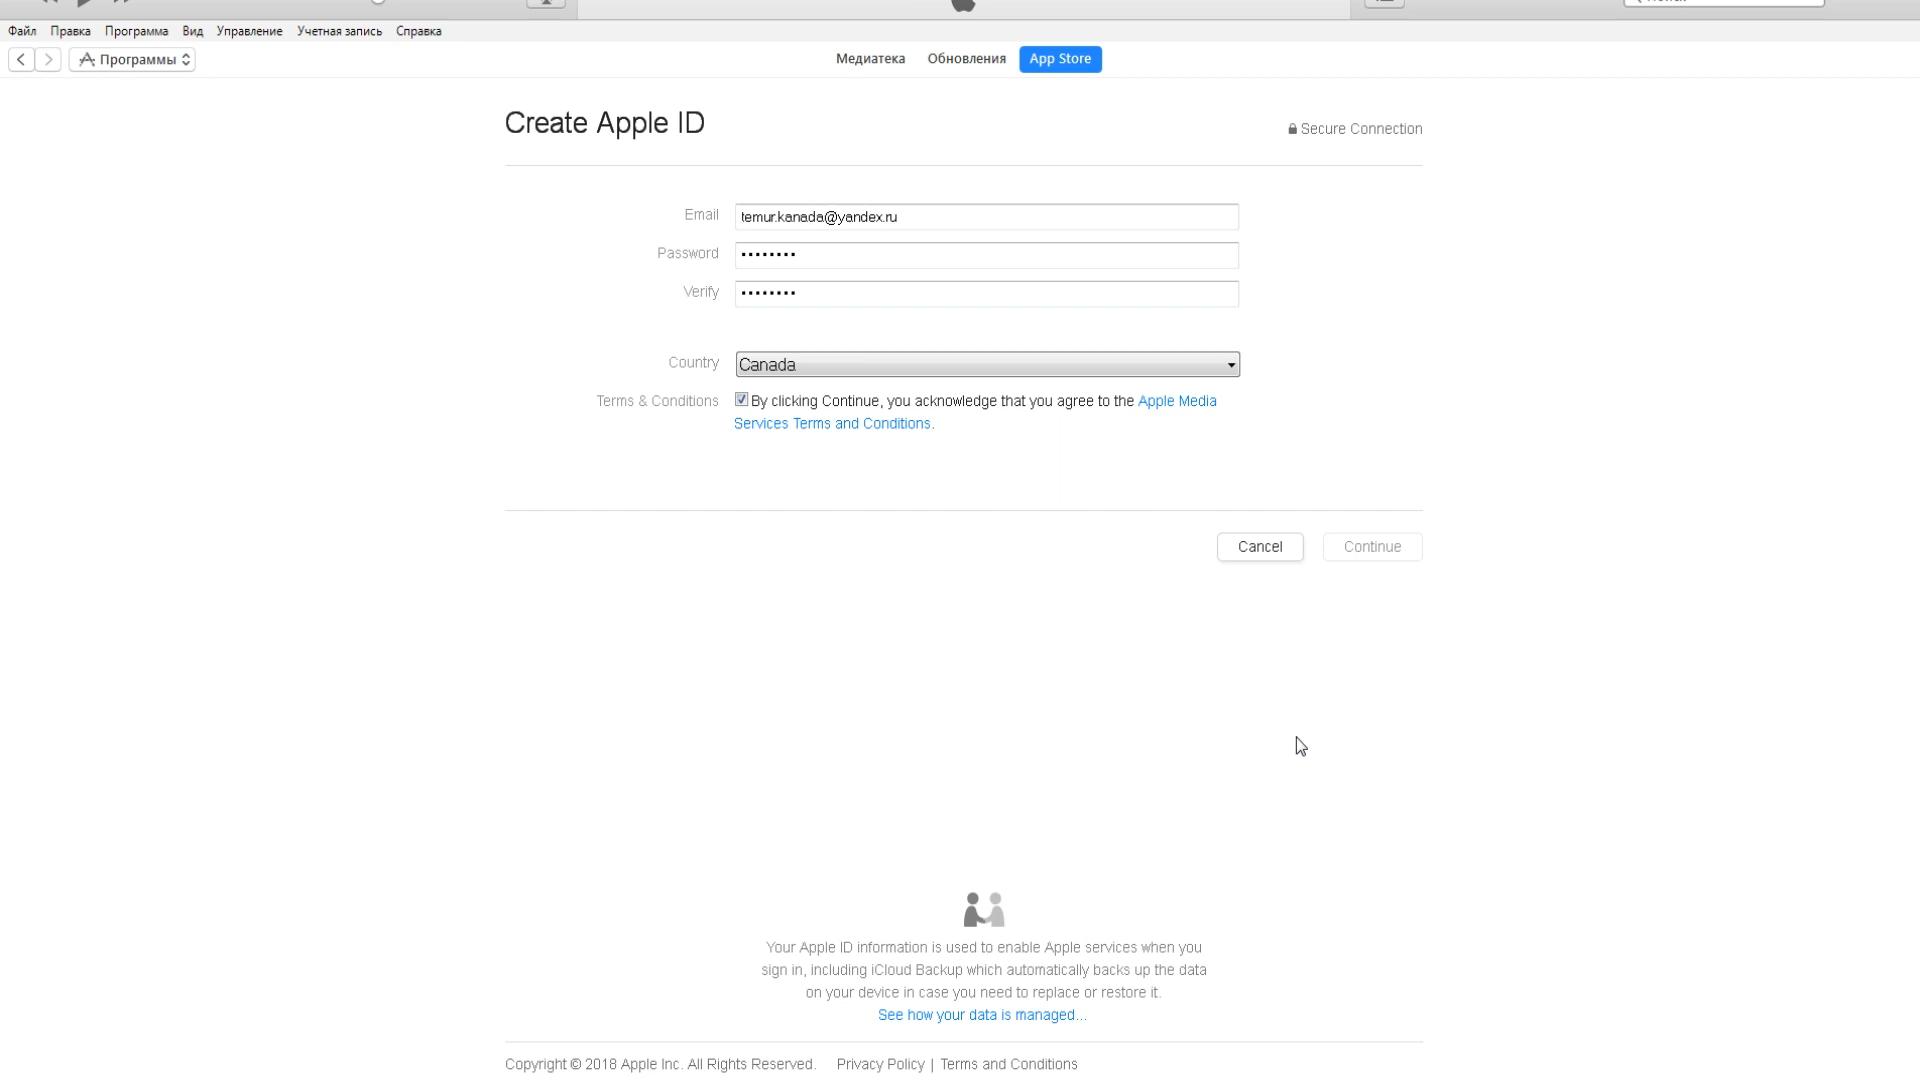 Файл Правка Программа Вид Управление Учетная запись Справка
Программы Медиатека Обновления App Store
Create Apple ID
Secure Connection
Email temur.kanada@yandex.ru
Password ••••••••
Verify ••••••••
Country Canada
Terms & Conditions By clicking Continue, you acknowledge that you agree to the Apple Media
Services Terms and Conditions.
Cancel Continue
Your Apple ID information is used to enable Apple services when you
sign in, including iCloud Backup which automatically backs up the data
on your device in case you need to replace or restore it.
See how your data is managed...
Copyright © 2018 Apple Inc. All Rights Reserved. Privacy Policy | Terms and Conditions